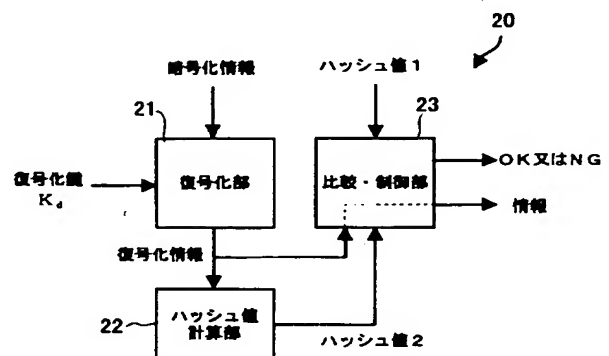 20
暗号化情報
ハッシュ値1
21
23
復号化鍵
K_d
復号化部
比較・制御部
OK又はNG
情報
復号化情報
22
ハッシュ値
計算部
ハッシュ値2